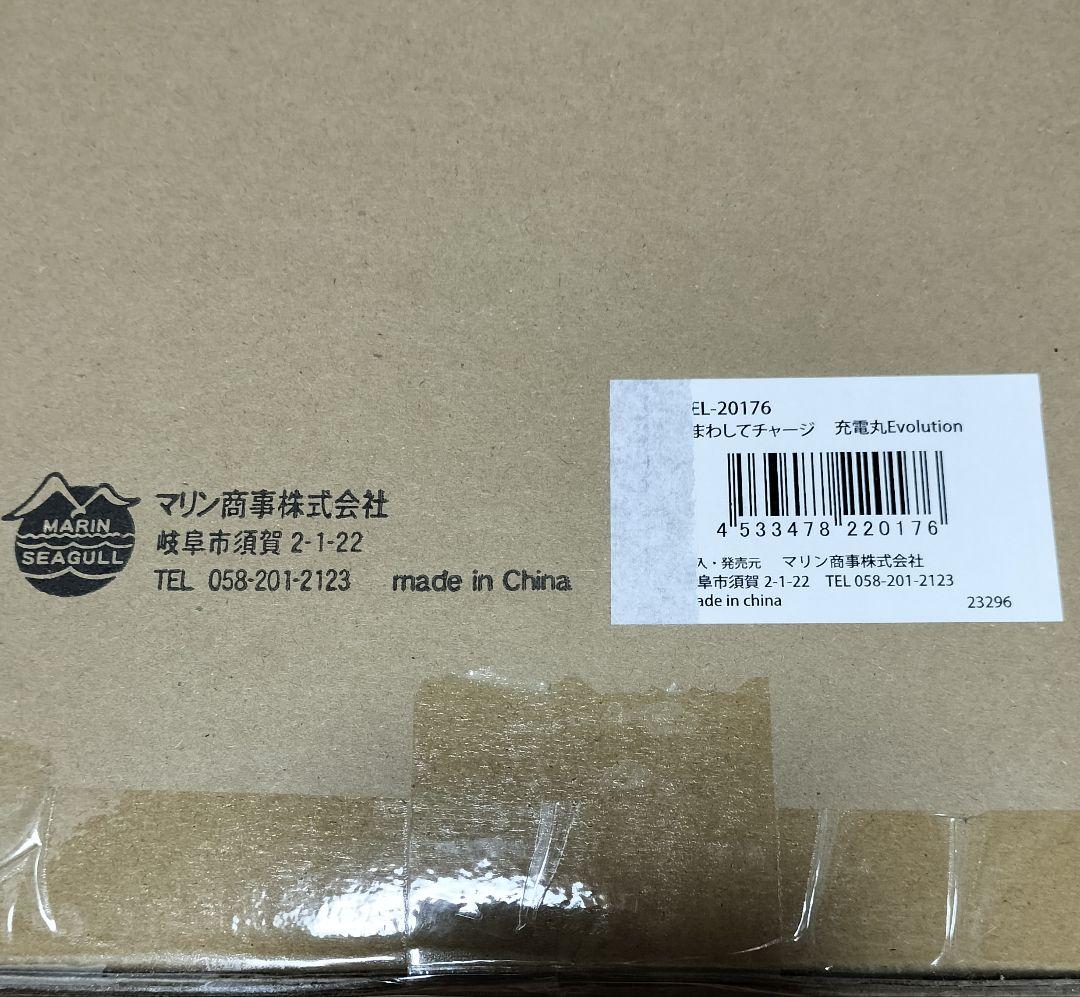 MARIN
SEAGULL
マリン商事株式会社
岐阜市須賀 2-1-22
TEL 058-201-2123 made in China
EL-20176
まわしてチャージ 充電丸Evolution
4 533478 220176
入・発売元 マリン商事株式会社
阜市須賀 2-1-22 TEL 058-201-2123
ade in china 23296